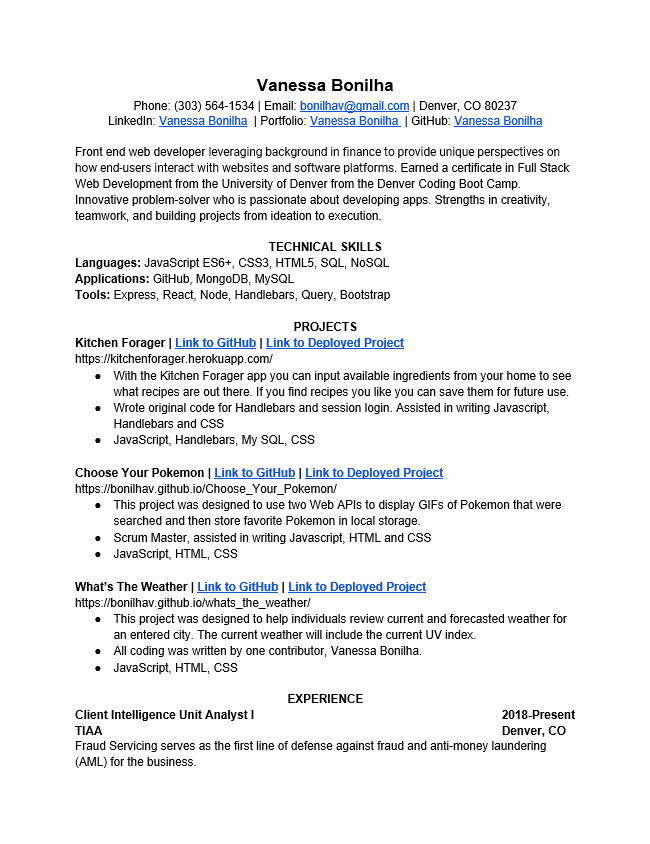 Vanessa Bonilha
Phone: (303) 564-1534 | Email: bonilhav@gmail.com | Denver, CO 80237
LinkedIn: Vanessa Bonilha | Portfolio: Vanessa Bonilha | GitHub: Vanessa Bonilha
Front end web developer leveraging background in finance to provide unique perspectives on
how end-users interact with websites and software platforms. Earned a certificate in Full Stack
Web Development from the University of Denver from the Denver Coding Boot Camp.
Innovative problem-solver who is passionate about developing apps. Strengths in creativity,
teamwork, and building projects from ideation to execution.
TECHNICAL SKILLS
Languages: JavaScript ES6+, CSS3, HTML5, SQL, NoSQL
Applications: GitHub, MongoDB, MySQL
Tools: Express, React, Node, Handlebars, Query, Bootstrap
PROJECTS
Kitchen Forager | Link to GitHub | Link to Deployed Project
https://kitchenforager.herokuapp.com/
● With the Kitchen Forager app you can input available ingredients from your home to see
what recipes are out there. If you find recipes you like you can save them for future use.
● Wrote original code for Handlebars and session login. Assisted in writing Javascript,
Handlebars and CSS
● JavaScript, Handlebars, My SQL, CSS
Choose Your Pokemon | Link to GitHub | Link to Deployed Project
https://bonilhav.github.io/Choose_Your_Pokemon/
● This project was designed to use two Web APIs to display GIFs of Pokemon that were
searched and then store favorite Pokemon in local storage.
● Scrum Master, assisted in writing Javascript, HTML and CSS
● JavaScript, HTML, CSS
What's The Weather | Link to GitHub | Link to Deployed Project
https://bonilhav.github.io/whats_the_weather/
● This project was designed to help individuals review current and forecasted weather for
an entered city. The current weather will include the current UV index.
● All coding was written by one contributor, Vanessa Bonilha.
● JavaScript, HTML, CSS
EXPERIENCE
Client Intelligence Unit Analyst I 2018-Present
TIAA Denver, CO
Fraud Servicing serves as the first line of defense against fraud and anti-money laundering
(AML) for the business.